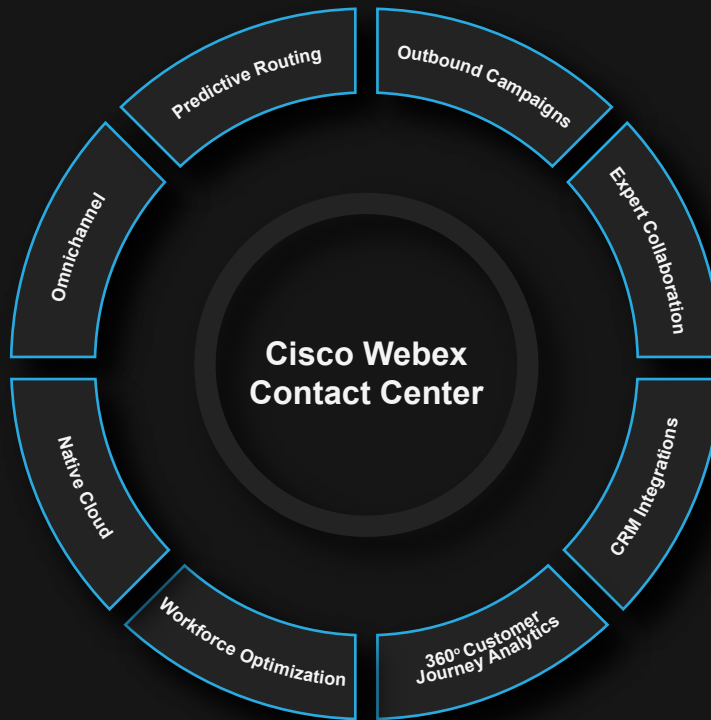 Cisco Webex
Contact Center
Outbound Campaigns
Expert Collaboration
CRM Integrations
360° Customer
Journey Analytics
Workforce Optimization
Native Cloud
Omnichannel
Predictive Routing